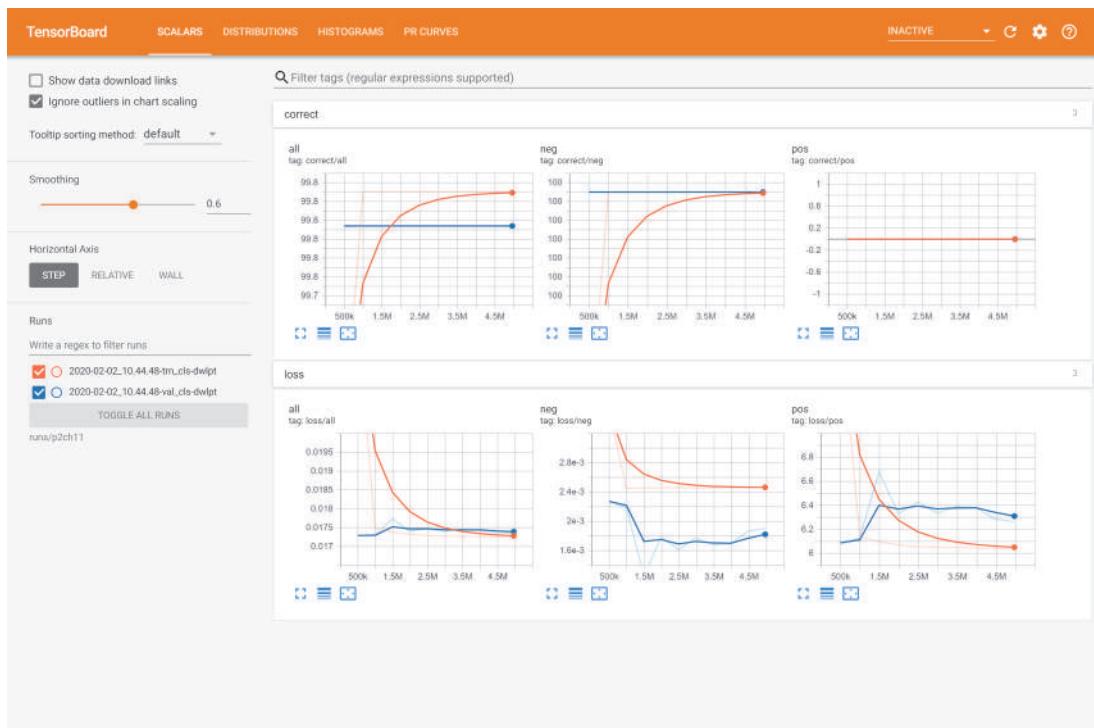 TensorBoard SCALARS DISTRIBUTIONS HISTOGRAMS PR CURVES INACTIVE
Show data download links
Ignore outliers in chart scaling
Tooltip sorting method: default
Smoothing
0.6
Horizontal Axis
STEP RELATIVE WALL
Runs
Write a regex to filter runs
2020-02-02_10.44.48-trn_cls-dwlpt
2020-02-02_10.44.48-val_cls-dwlpt
TOGGLE ALL RUNS
runs/p2ch11
Filter tags (regular expressions supported)
correct 3
all
tag: correct/all
99.8
99.8
99.8
99.8
99.8
99.8
99.7
500k 1.5M 2.5M 3.5M 4.5M
neg
tag: correct/neg
100
100
100
100
100
100
100
500k 1.5M 2.5M 3.5M 4.5M
pos
tag: correct/pos
1
0.6
0.2
-0.2
-0.6
-1
500k 1.5M 2.5M 3.5M 4.5M
loss 3
all
tag: loss/all
0.0195
0.019
0.0185
0.018
0.0175
0.017
500k 1.5M 2.5M 3.5M 4.5M
neg
tag: loss/neg
2.8e-3
2.4e-3
2e-3
1.6e-3
500k 1.5M 2.5M 3.5M 4.5M
pos
tag: loss/pos
6.8
6.6
6.4
6.2
6
500k 1.5M 2.5M 3.5M 4.5M